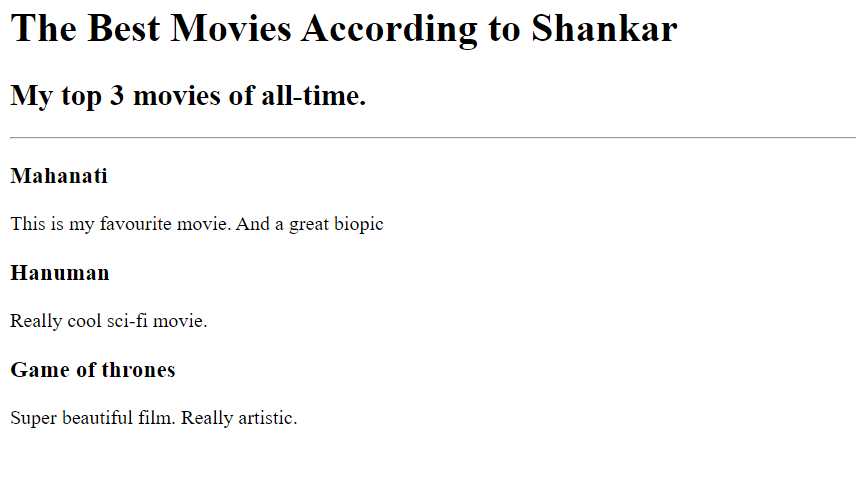 The Best Movies According to Shankar
My top 3 movies of all-time.
Mahanati
This is my favourite movie. And a great biopic
Hanuman
Really cool sci-fi movie.
Game of thrones
Super beautiful film. Really artistic.